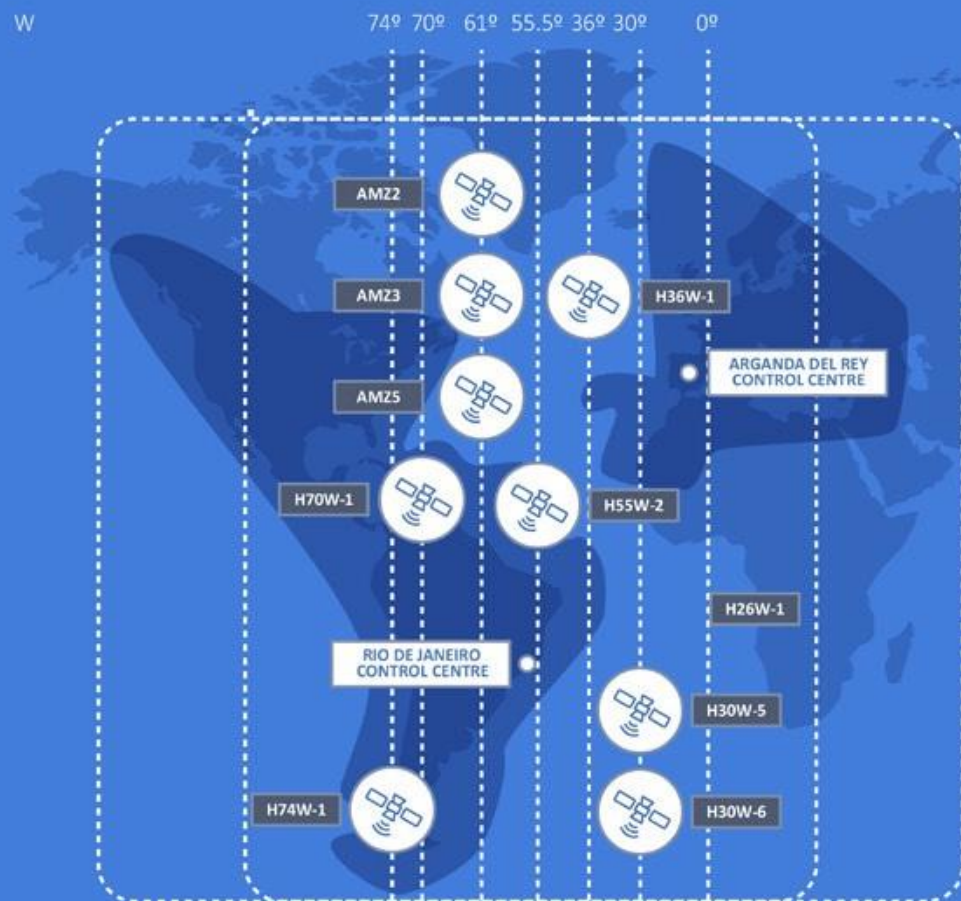 W
74º 70º 61º 55.5º 36º 30º 0º
AMZ2
AMZ3
H36W-1
ARGANDA DEL REY
CONTROL CENTRE
AMZ5
H70W-1
H55W-2
H26W-1
RIO DE JANEIRO
CONTROL CENTRE
H30W-5
H74W-1
H30W-6